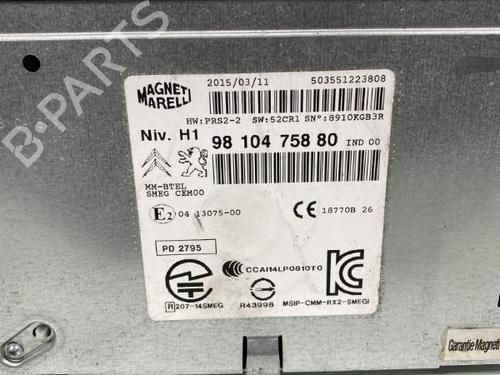 MAGNETI MARELLI
2015/03/11 503551223808
HW:PRS2-2 SW:52CR1 SN°:8910KGB3R
Niv. H1 98 104 758 80 IND 00
MM-BTEL
SMEG CEM00
E2 04 13075-00
CE 18770B 26
PD 2795
CCAI14LP0810T0
R 207-14SMEG R43998 MSIP-CMM-RX2-SMEGI
Garantie Magneti
B-Parts